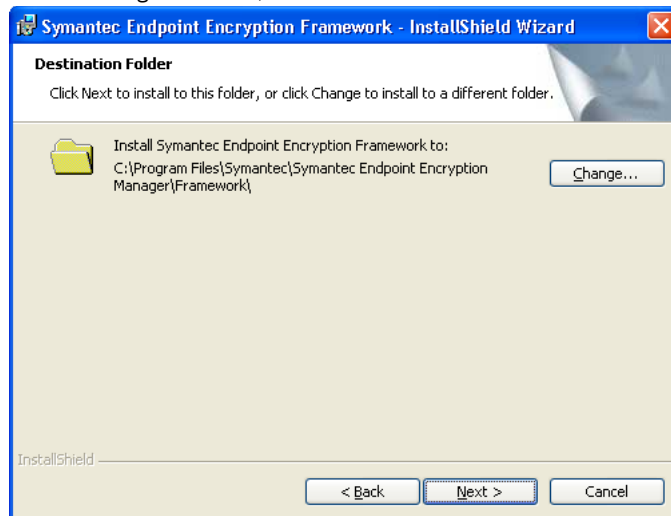 Symantec Endpoint Encryption Framework - InstallShield Wizard
Destination Folder
Click Next to install to this folder, or click Change to install to a different folder.
Install Symantec Endpoint Encryption Framework to:
C:\Program Files\Symantec\Symantec Endpoint Encryption
Manager\Framework\
Change...
InstallShield
< Back
Next >
Cancel